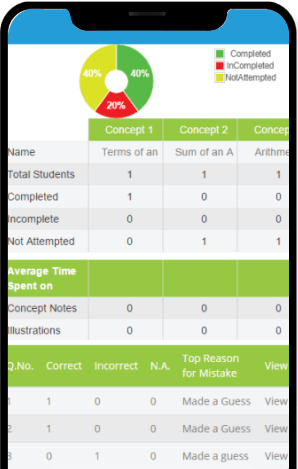 Completed
InCompleted
NotAttempted
40% 40%
20%
Concept 1 Concept 2 Concep
Name Terms of an Sum of an A Arithme
Total Students 1 1 1
Completed 1 0 0
Incomplete 0 0 0
Not Attempted 0 1 1
Average Time
Spent on
Concept Notes 0 0 0
Illustrations 0 0 0
Q.No. Correct Incorrect N.A. Top Reason for Mistake View
1 1 0 0 Made a Guess View
2 1 0 0 Made a Guess View
3 0 1 0 Made a guess View